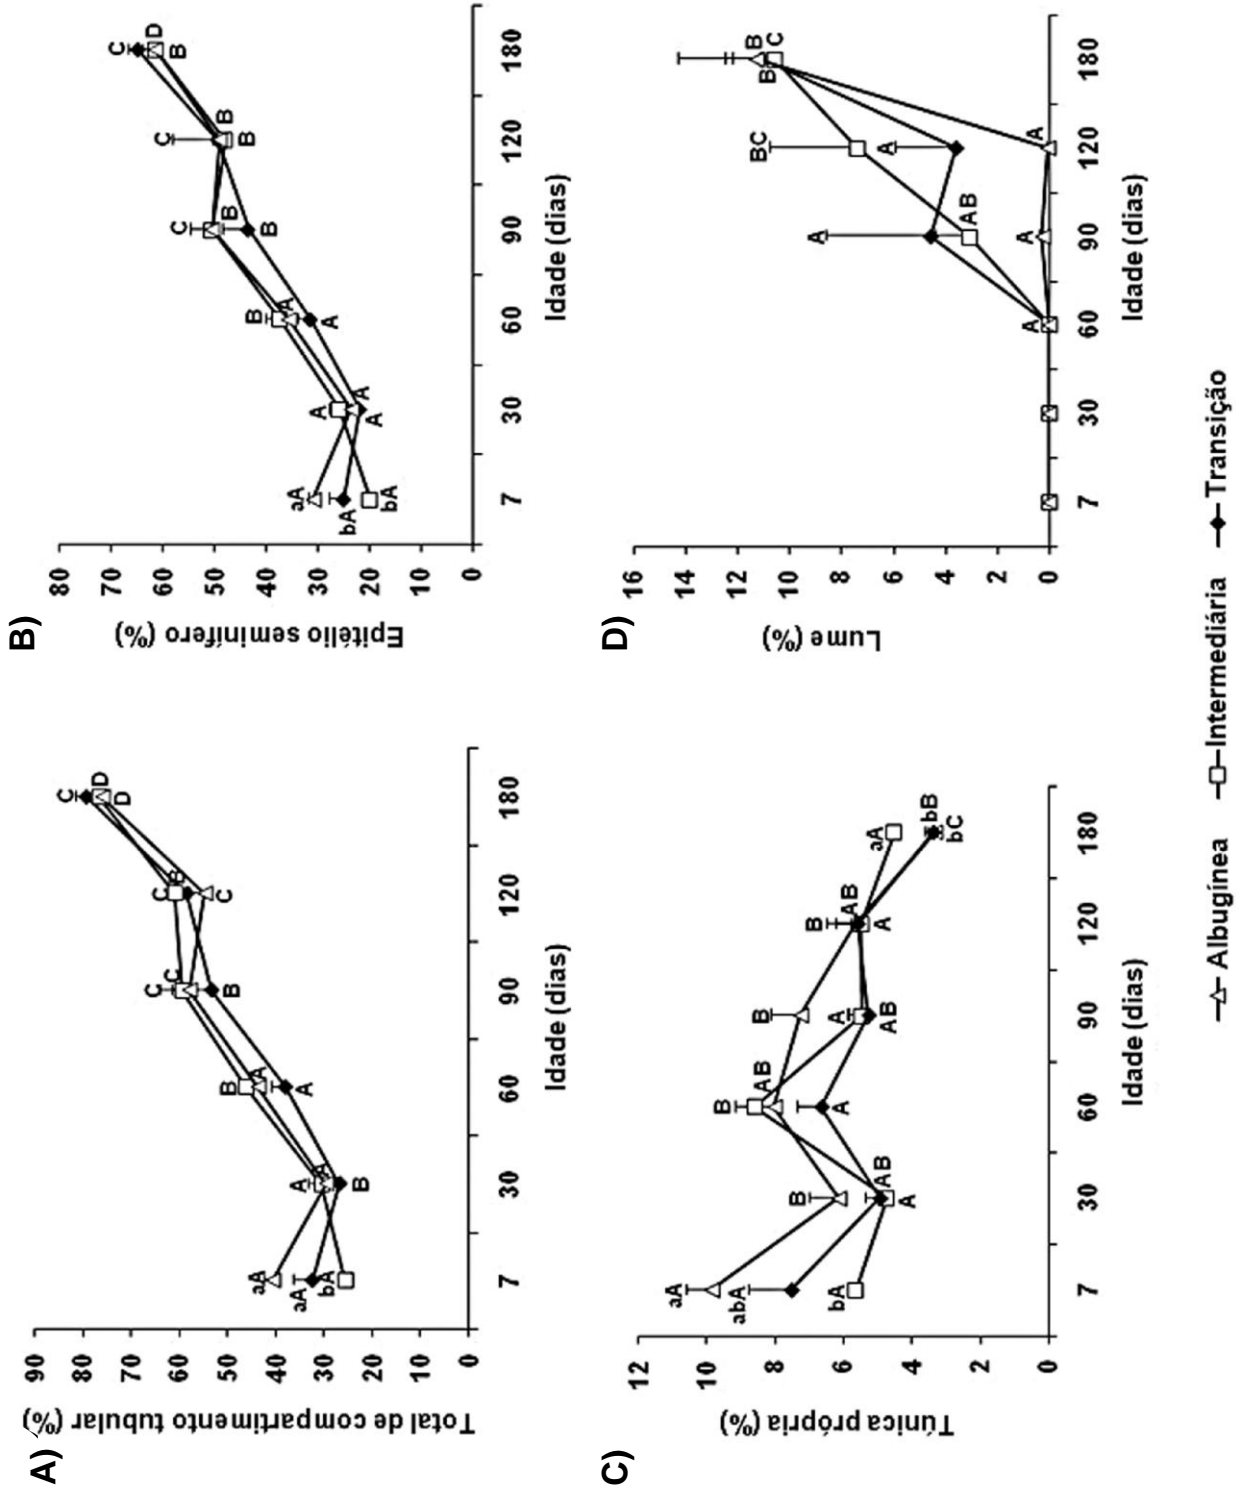 A)
Total de compartimento tubular (%)
90
80
70
60
50
40
30
20
10
0
aA
aA
bA
A
A
B
B
A
A
C
C
B
C
C
C
D
D
7 30 60 90 120 180
Idade (dias)
B)
Epitélio seminífero (%)
80
70
60
50
40
30
20
10
0
aA
bA
bA
A
A
A
B
A
A
C
B
B
C
B
B
C
D
B
7 30 60 90 120 180
Idade (dias)
C)
Túnica própria (%)
12
10
8
6
4
2
0
aA
abA
bA
B
AB
A
B
AB
A
B
A
AB
B
AB
A
aA
bB
bC
7 30 60 90 120 180
Idade (dias)
D)
Lume (%)
16
14
12
10
8
6
4
2
0
A
A
AB
A
BC
A
A
B
B
C
7 30 60 90 120 180
Idade (dias)
Albugínea Intermediária Transição